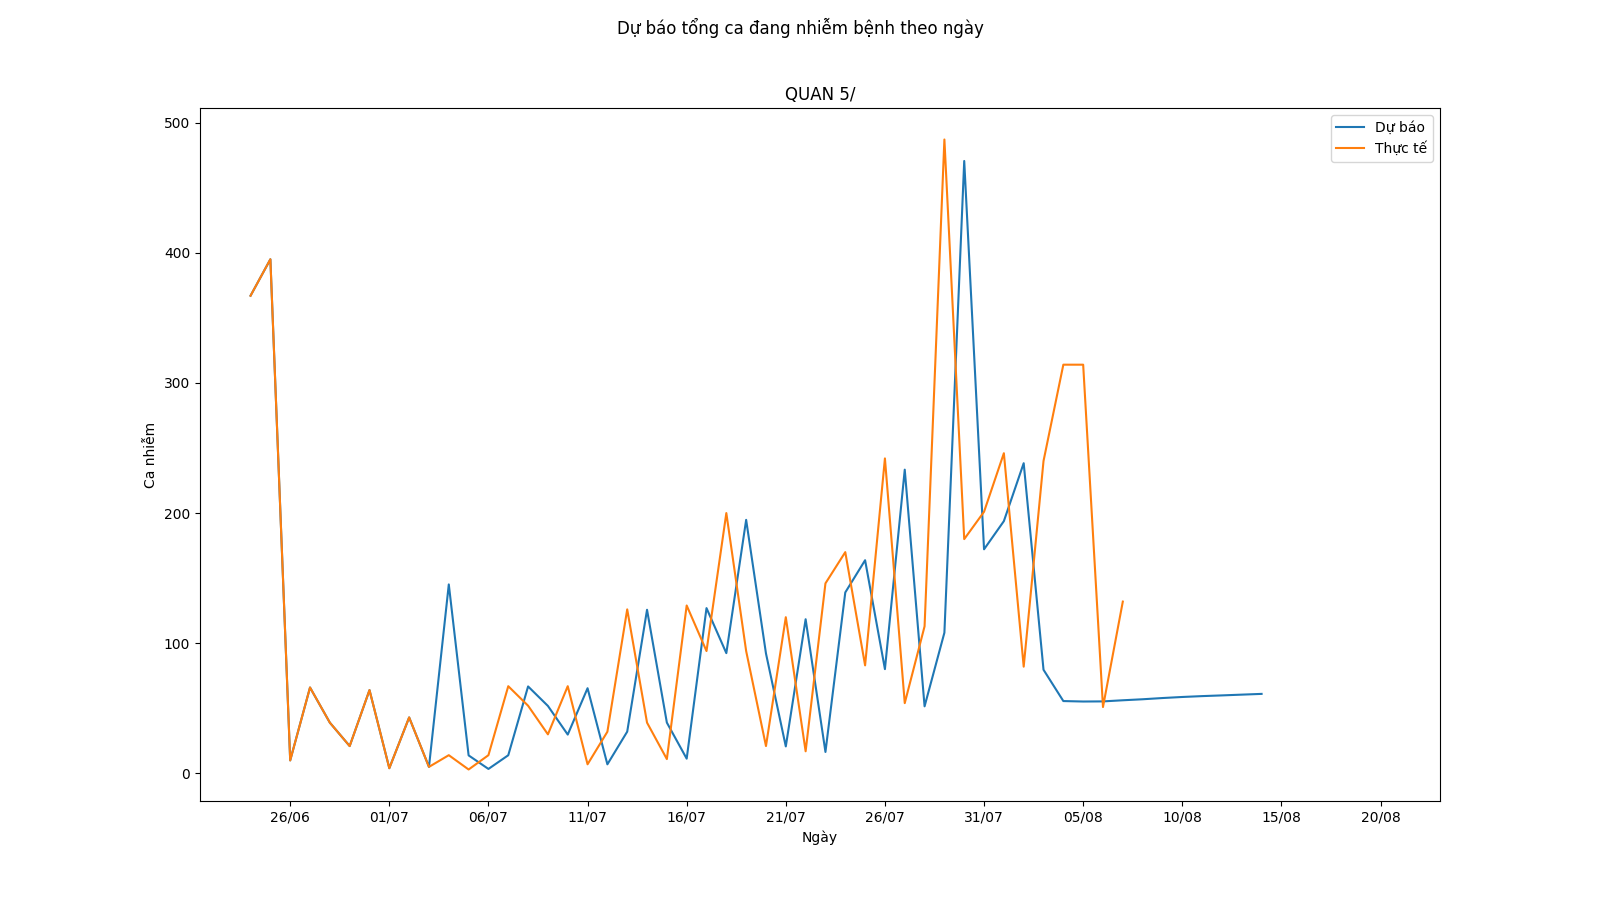 Dự báo tổng ca đang nhiễm bệnh theo ngày
QUAN 5/
Dự báo
Thực tế
500
400
300
200
100
0
Ca nhiễm
26/06 01/07 06/07 11/07 16/07 21/07 26/07 31/07 05/08 10/08 15/08 20/08
Ngày